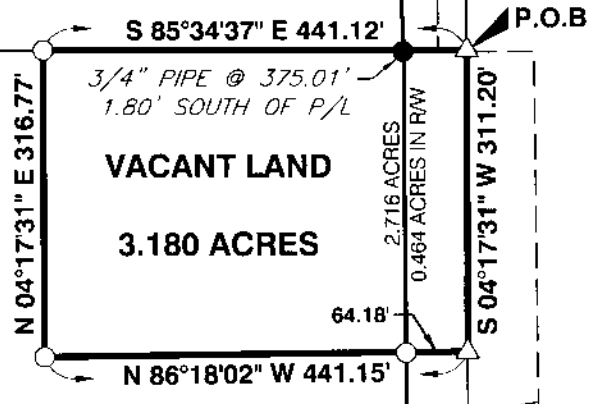 P.O.B
S 85°34'37" E 441.12'
3/4" PIPE @ 375.01'
1.80' SOUTH OF P/L
N 04°17'31" E 316.77'
VACANT LAND
3.180 ACRES
2.716 ACRES
0.464 ACRES IN R/W
S 04°17'31" W 311.20'
64.18'
N 86°18'02" W 441.15'